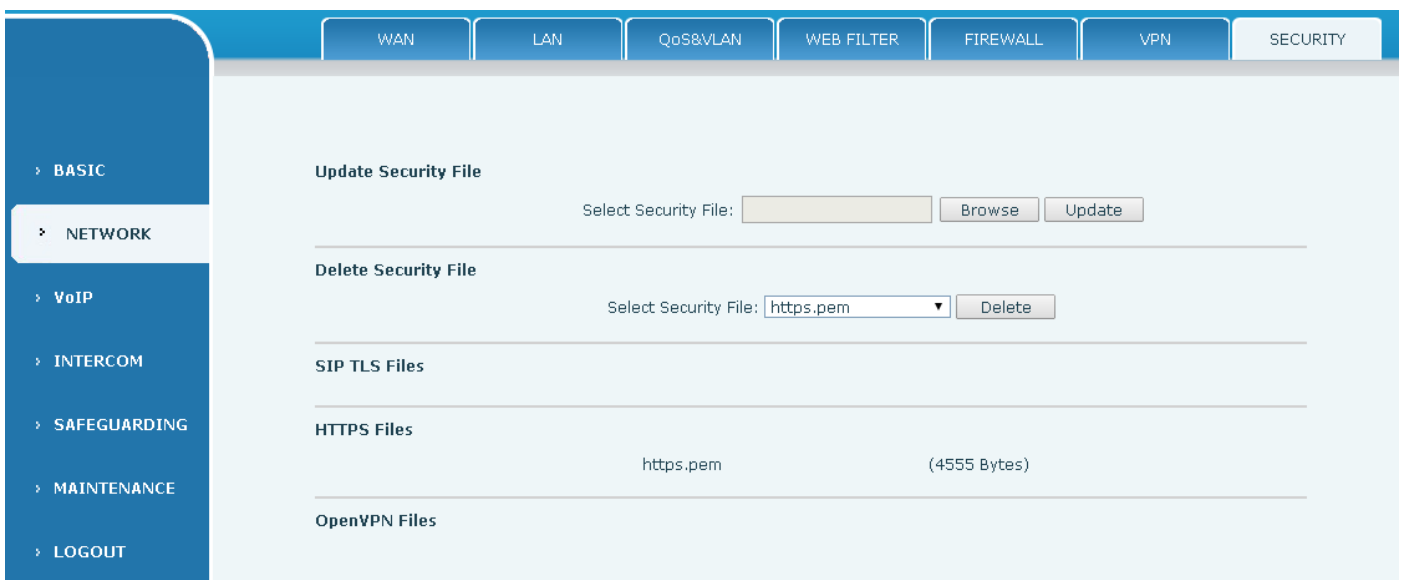 WAN LAN QoS&VLAN WEB FILTER FIREWALL VPN SECURITY
› BASIC
› NETWORK
› VoIP
› INTERCOM
› SAFEGUARDING
› MAINTENANCE
› LOGOUT
Update Security File
Select Security File: Browse Update
Delete Security File
Select Security File: https.pem ▼ Delete
SIP TLS Files
HTTPS Files
https.pem (4555 Bytes)
OpenVPN Files